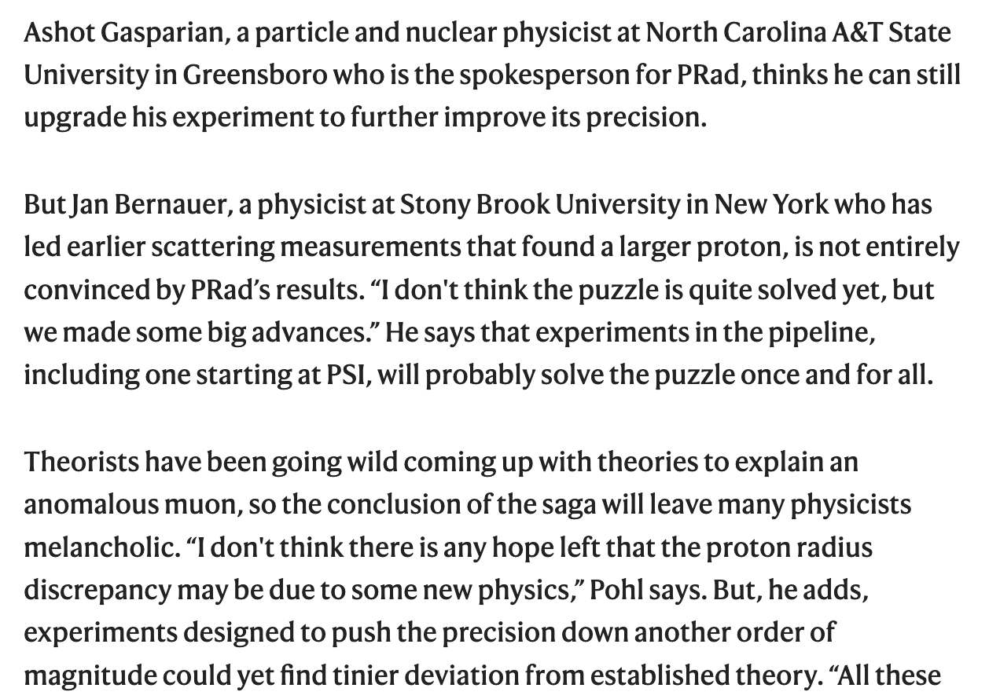 Ashot Gasparian, a particle and nuclear physicist at North Carolina A&T State
University in Greensboro who is the spokesperson for PRad, thinks he can still
upgrade his experiment to further improve its precision.
But Jan Bernauer, a physicist at Stony Brook University in New York who has
led earlier scattering measurements that found a larger proton, is not entirely
convinced by PRad’s results. “I don't think the puzzle is quite solved yet, but
we made some big advances.” He says that experiments in the pipeline,
including one starting at PSI, will probably solve the puzzle once and for all.
Theorists have been going wild coming up with theories to explain an
anomalous muon, so the conclusion of the saga will leave many physicists
melancholic. “I don't think there is any hope left that the proton radius
discrepancy may be due to some new physics,” Pohl says. But, he adds,
experiments designed to push the precision down another order of
magnitude could yet find tinier deviation from established theory. “All these